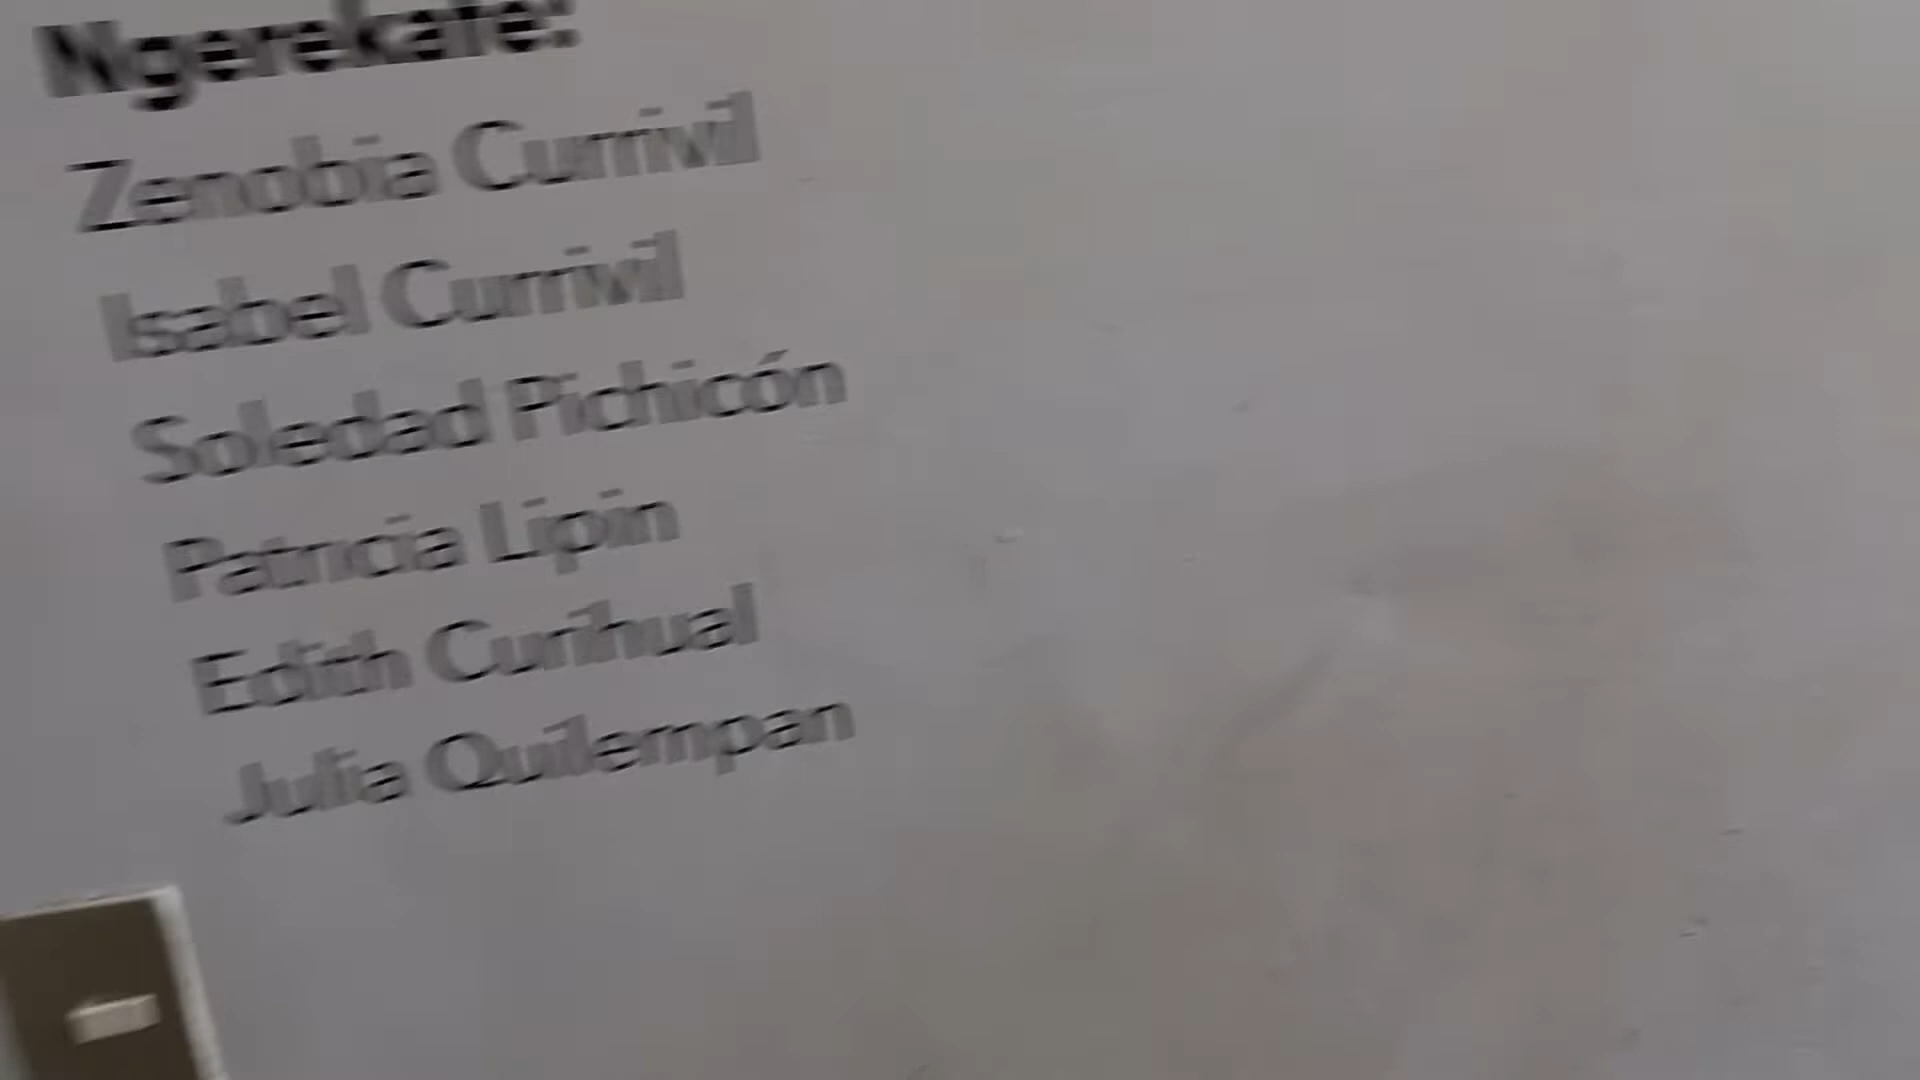 Ngerekafe:
Zenobia Currivil
Isabel Currivil
Soledad Pichicón
Patricia Lipin
Edith Curihual
Julia Quilempan